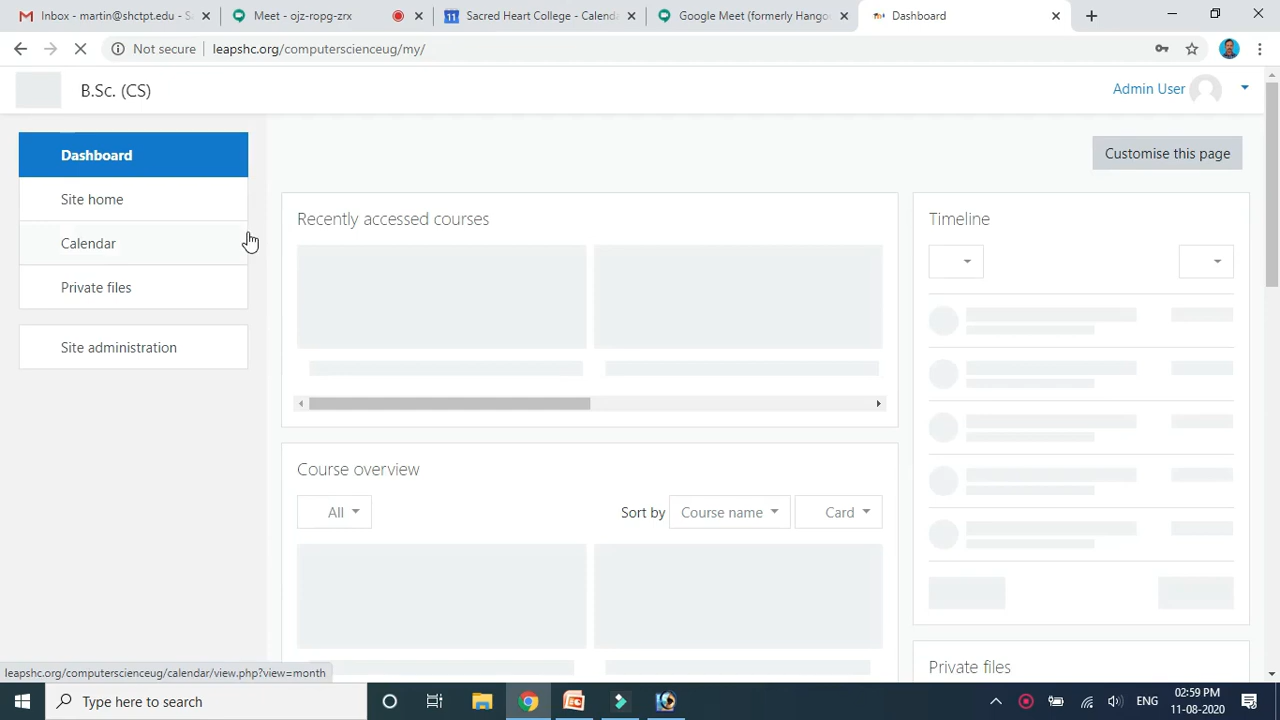 Inbox - martin@shctpt.edu - S
Meet - ojz-ropg-zrx
Sacred Heart College - Calenda
Google Meet (formerly Hangou
Dashboard
Not secure
leapshc.org/computerscienceug/my/
B.Sc. (CS)
Admin User
Dashboard
Customise this page
Site home
Calendar
Private files
Site administration
Recently accessed courses
Timeline
Course overview
All
Sort by
Course name
Card
Private files
leapshc.org/computerscienceug/calendar/view.php?view=month
Type here to search
ENG
02:59 PM
11-08-2020